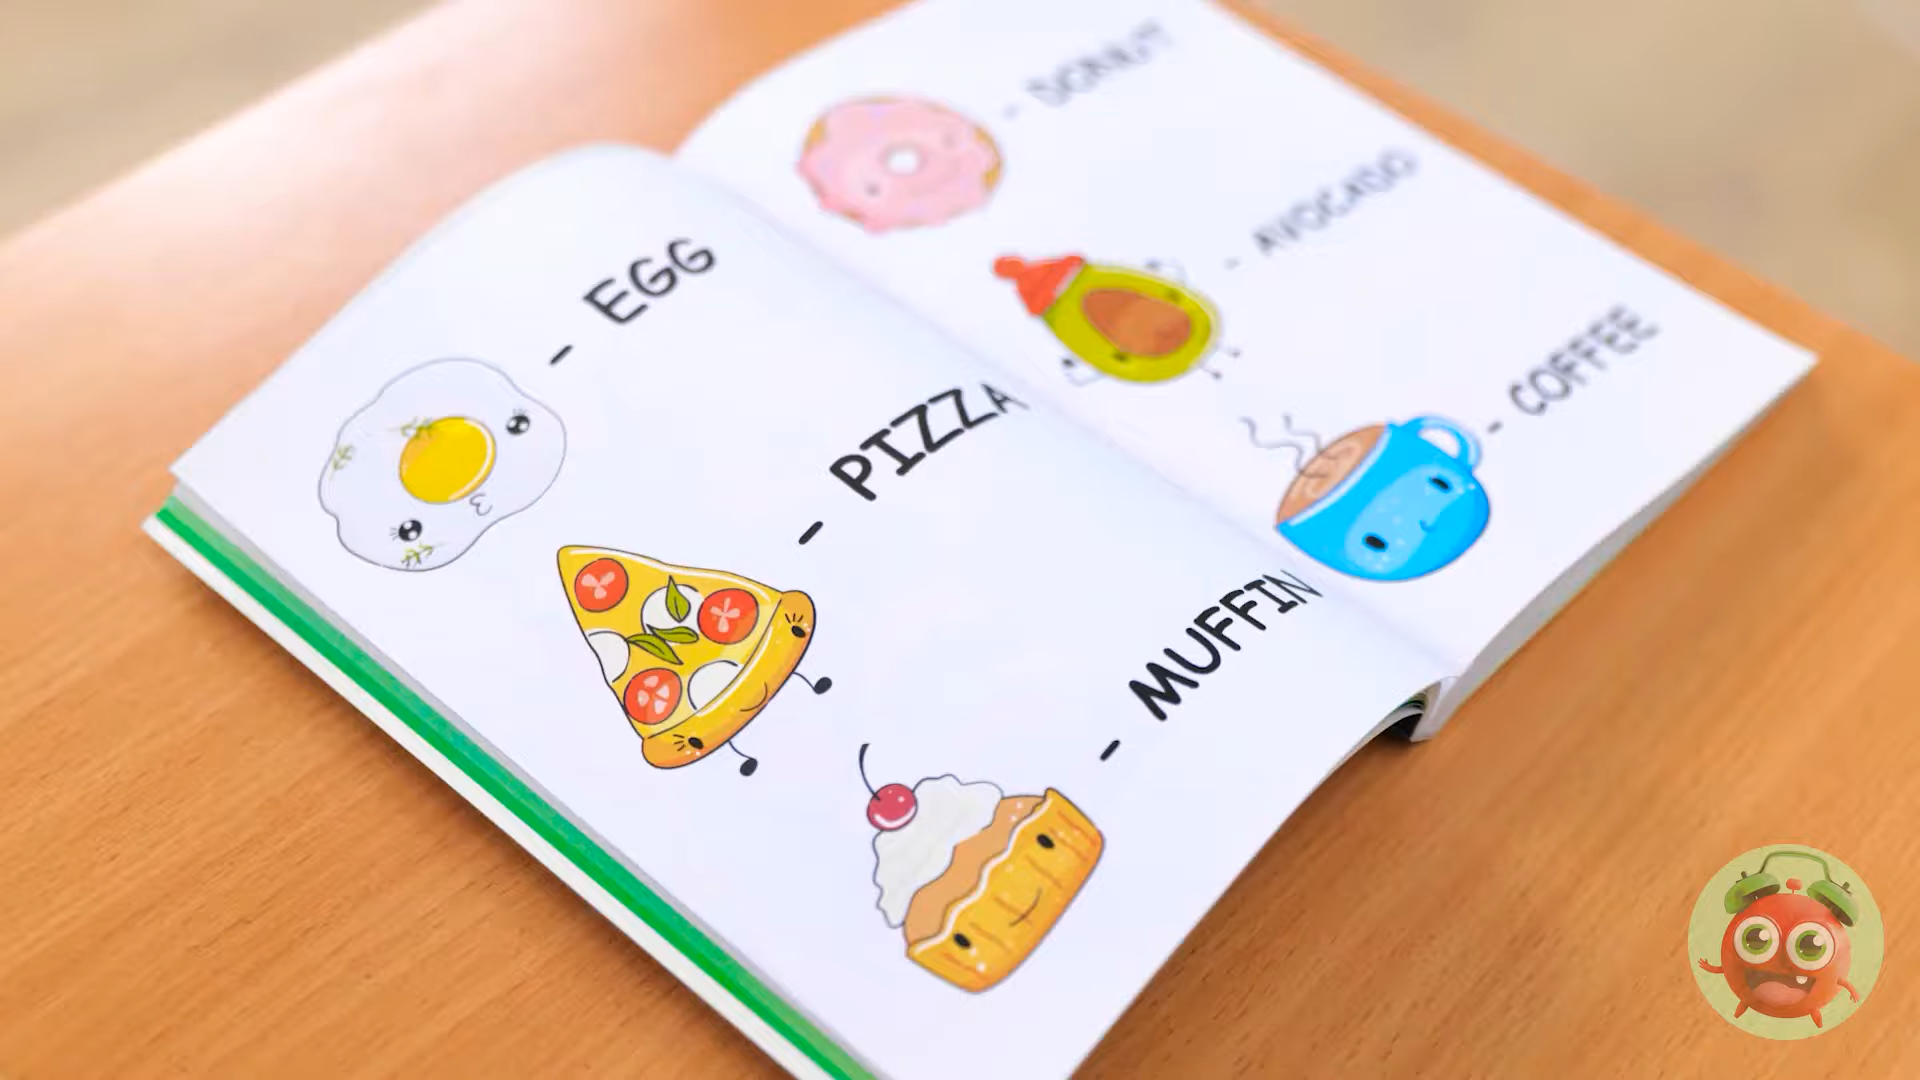 - EGG
- PIZZA
- MUFFIN
- DONUT
- AVOCADO
- COFFEE